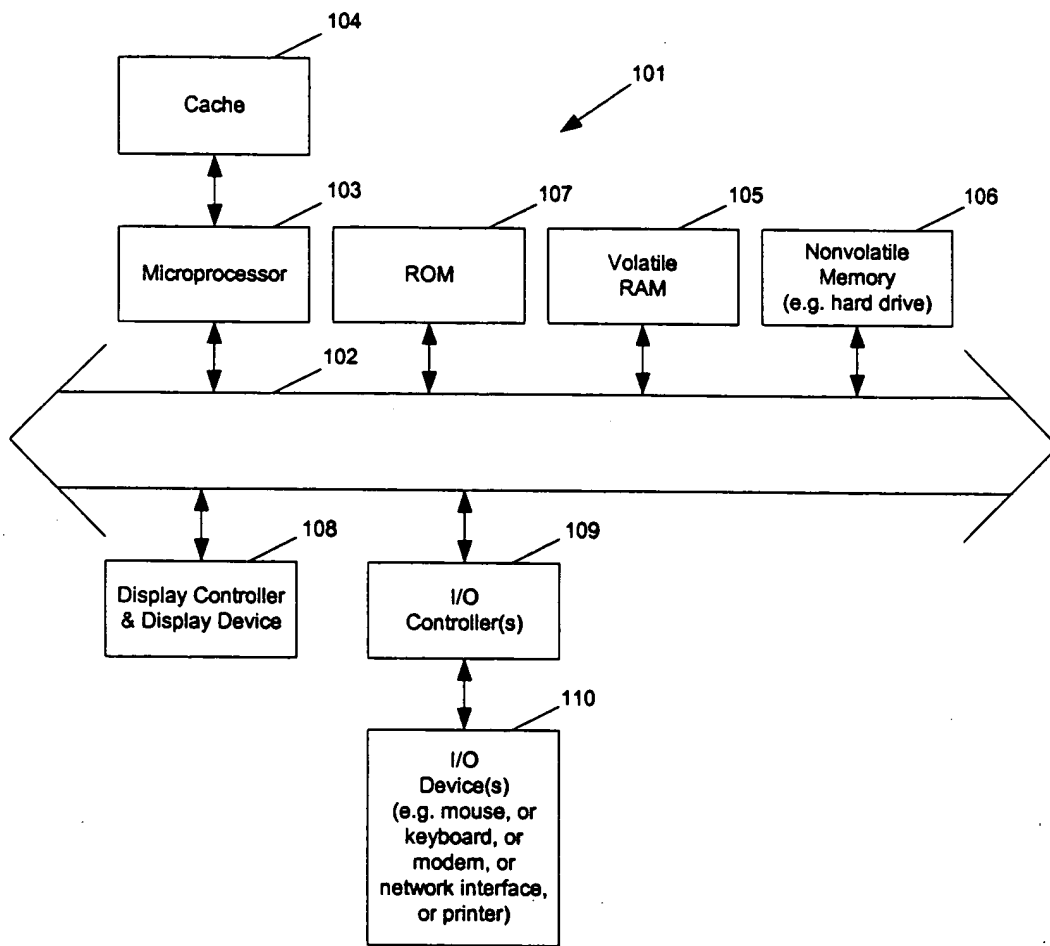 104
Cache
101
103
107
105
106
Microprocessor
ROM
Volatile
RAM
Nonvolatile
Memory
(e.g. hard drive)
102
108
109
Display Controller
& Display Device
I/O
Controller(s)
110
I/O
Device(s)
(e.g. mouse, or
keyboard, or
modem, or
network interface,
or printer)